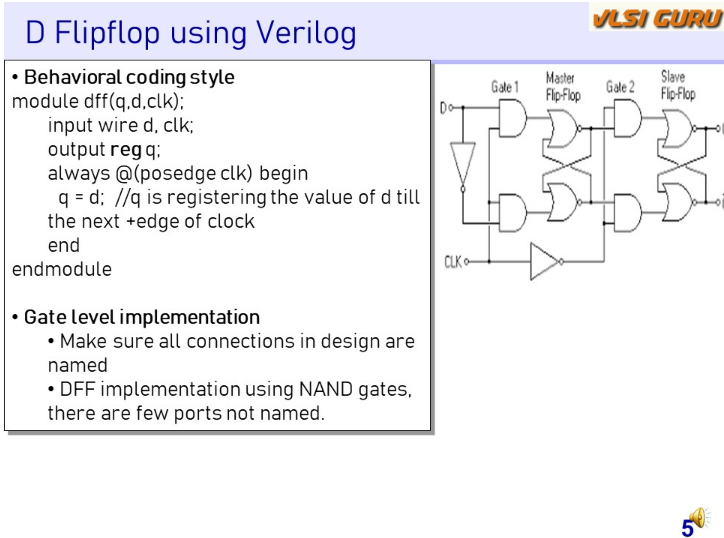 D Flipflop using Verilog
VLSI GURU
• Behavioral coding style
module dff(q,d,clk);
input wire d, clk;
output reg q;
always @(posedge clk) begin
q = d; //q is registering the value of d till
the next +edge of clock
end
endmodule
• Gate level implementation
• Make sure all connections in design are
named
• DFF implementation using NAND gates,
there are few ports not named.
Gate 1
Master
Flip-Flop
Gate 2
Slave
Flip-Flop
D
CLK
5